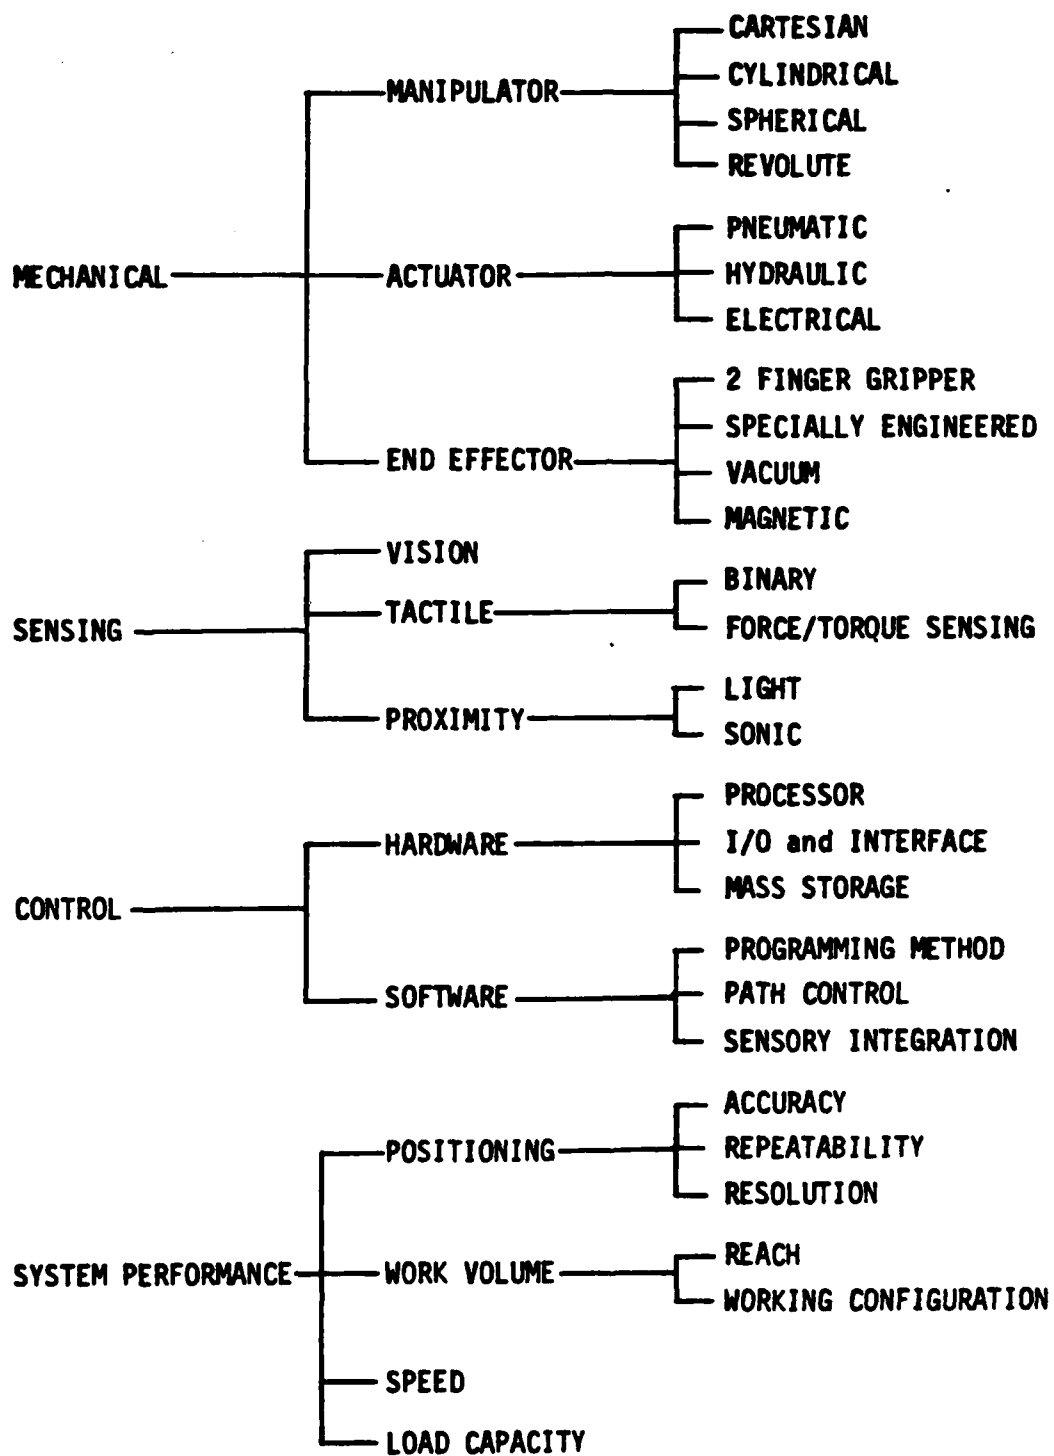 CARTESIAN
MANIPULATOR
CYLINDRICAL
SPHERICAL
REVOLUTE
PNEUMATIC
MECHANICAL
ACTUATOR
HYDRAULIC
ELECTRICAL
2 FINGER GRIPPER
SPECIALLY ENGINEERED
END EFFECTOR
VACUUM
MAGNETIC
VISION
BINARY
TACTILE
SENSING
FORCE/TORQUE SENSING
LIGHT
PROXIMITY
SONIC
PROCESSOR
HARDWARE
I/O and INTERFACE
MASS STORAGE
CONTROL
PROGRAMMING METHOD
SOFTWARE
PATH CONTROL
SENSORY INTEGRATION
ACCURACY
POSITIONING
REPEATABILITY
RESOLUTION
REACH
SYSTEM PERFORMANCE
WORK VOLUME
WORKING CONFIGURATION
SPEED
LOAD CAPACITY